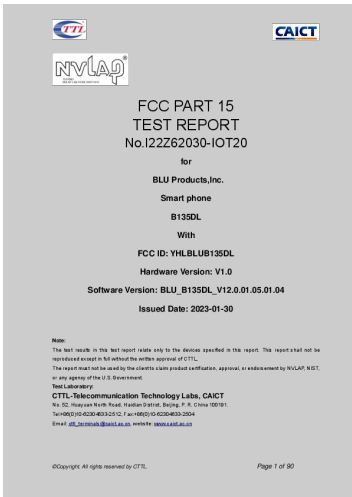 CTTL
CAICT
NVLAP®
FCC PART 15
TEST REPORT
No.I22Z62030-IOT20
for
BLU Products,Inc.
Smart phone
B135DL
With
FCC ID: YHLBLUB135DL
Hardware Version: V1.0
Software Version: BLU_B135DL_V12.0.01.05.01.04
Issued Date: 2023-01-30
Note:
The test results in this test report relate only to the devices specified in this report. This report shall not be
reproduced except in full without the written approval of CTTL.
The report must not be used by the client to claim product certification, approval, or endorsement by NVLAP, NIST,
or any agency of the U.S. Government.
Test Laboratory:
CTTL-Telecommunication Technology Labs, CAICT
No. 52, Huayuan North Road, Haidian District, Beijing, P. R. China 100191.
Tel:+86(0)10-62304633-2512, Fax:+86(0)10-62304633-2504
Email: cttl_terminals@caict.ac.cn, website: www.caict.ac.cn
©Copyright. All rights reserved by CTTL.
Page 1 of 90